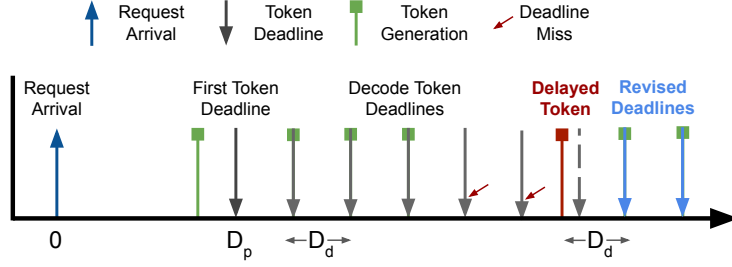 Request Arrival
Token Deadline
Token Generation
Deadline Miss
Request Arrival
First Token Deadline
Decode Token Deadlines
Delayed Token
Revised Deadlines
0
Dp
Dd
Dd